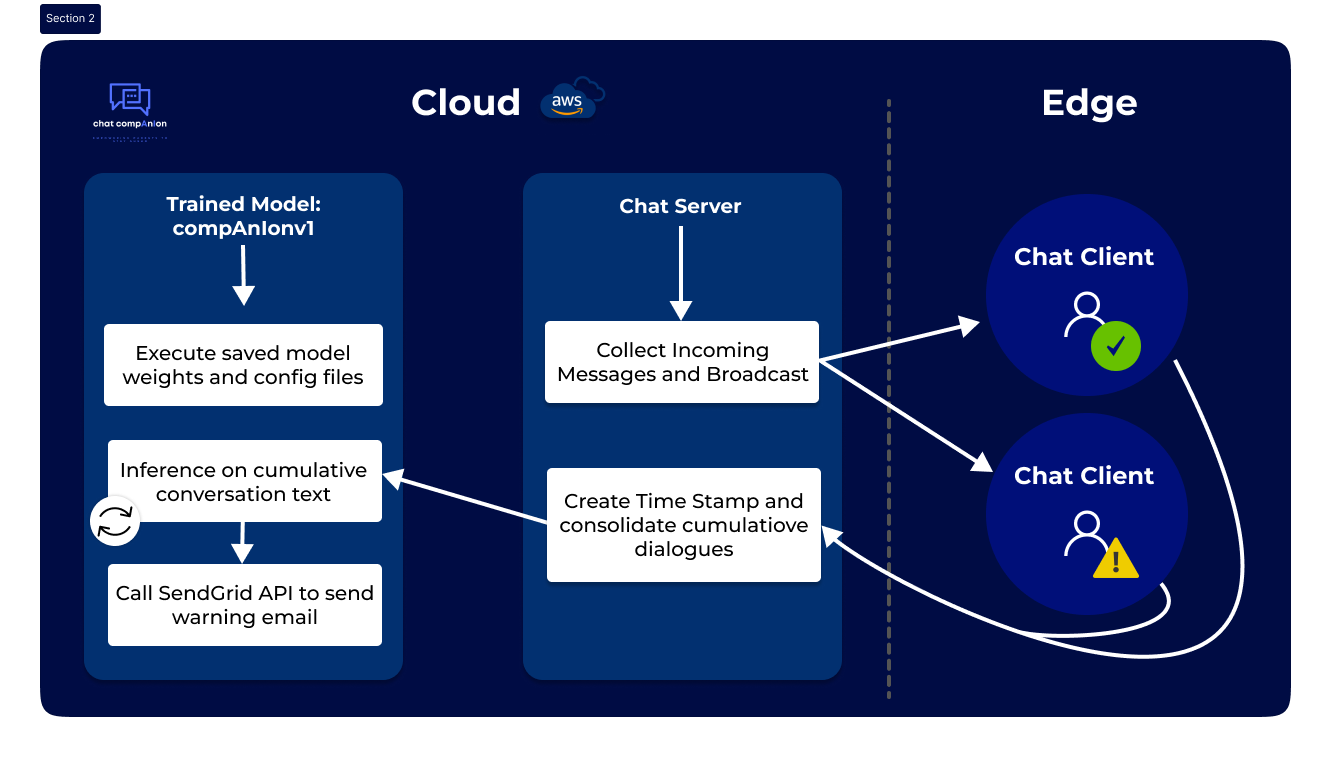 Section 2
chat compAnIon
Cloud
aws
Edge
Trained Model:
compAnIonv1
Execute saved model
weights and config files
Inference on cumulative
conversation text
Call SendGrid API to send
warning email
Chat Server
Collect Incoming
Messages and Broadcast
Create Time Stamp and
consolidate cumulatiove
dialogues
Chat Client
Chat Client